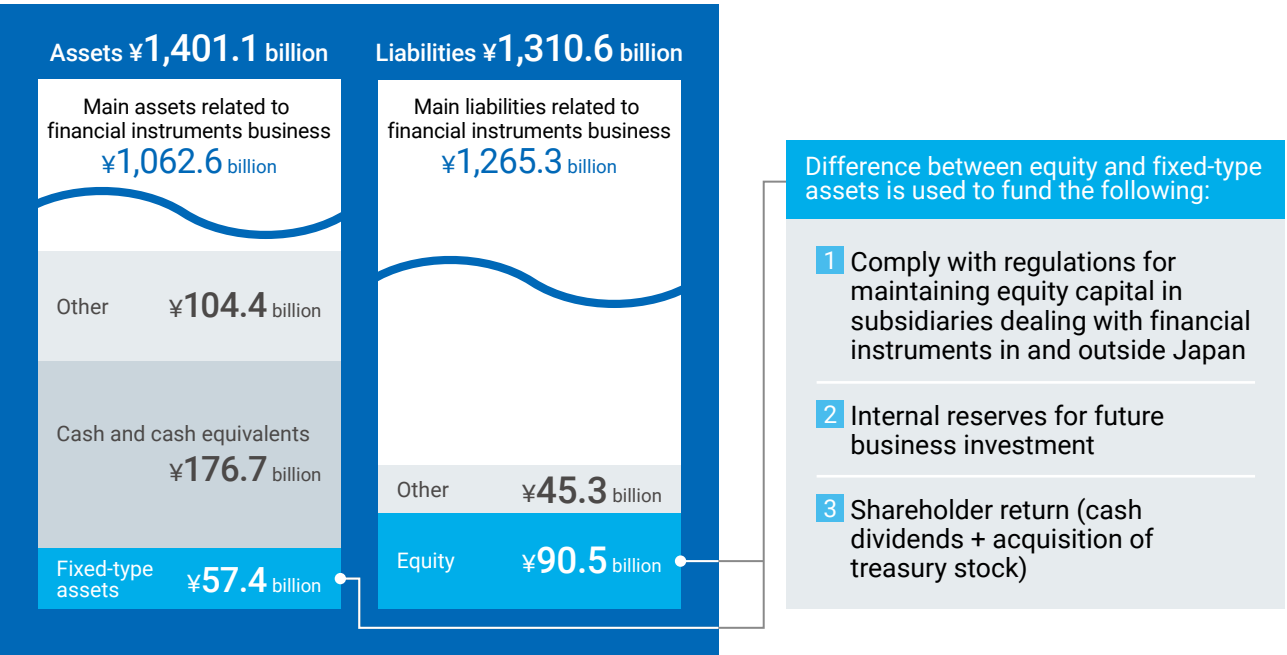 Assets ¥1,401.1 billion
Main assets related to
financial instruments business
¥1,062.6 billion
Other ¥104.4 billion
Cash and cash equivalents
¥176.7 billion
Fixed-type
assets
¥57.4 billion
Liabilities ¥1,310.6 billion
Main liabilities related to
financial instruments business
¥1,265.3 billion
Other ¥45.3 billion
Equity ¥90.5 billion
Difference between equity and fixed-type
assets is used to fund the following:
1 Comply with regulations for
maintaining equity capital in
subsidiaries dealing with financial
instruments in and outside Japan
2 Internal reserves for future
business investment
3 Shareholder return (cash
dividends + acquisition of
treasury stock)